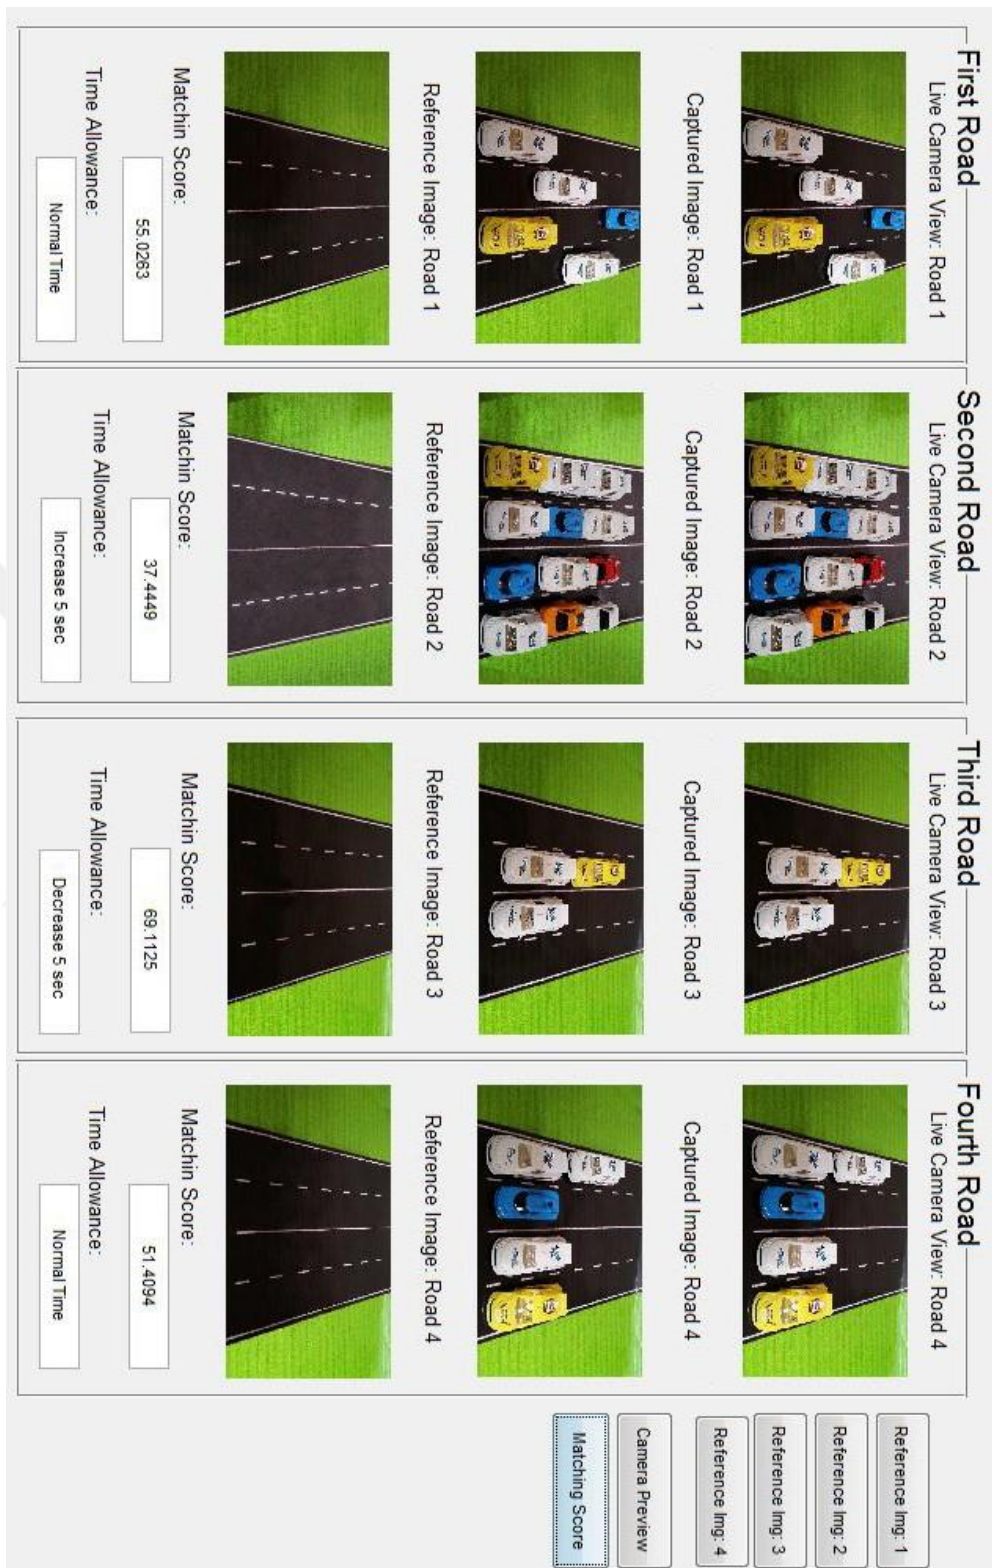 First Road
Live Camera View: Road 1
Captured Image: Road 1
Reference Image: Road 1
Matchin Score:
55.0263
Time Allowance:
Normal Time
Second Road
Live Camera View: Road 2
Captured Image: Road 2
Reference Image: Road 2
Matchin Score:
37.4449
Time Allowance:
Increase 5 sec
Third Road
Live Camera View: Road 3
Captured Image: Road 3
Reference Image: Road 3
Matchin Score:
69.1125
Time Allowance:
Decrease 5 sec
Fourth Road
Live Camera View: Road 4
Captured Image: Road 4
Reference Image: Road 4
Matchin Score:
51.4094
Time Allowance:
Normal Time
Reference Img: 1
Reference Img: 2
Reference Img: 3
Reference Img: 4
Camera Preview
Matching Score